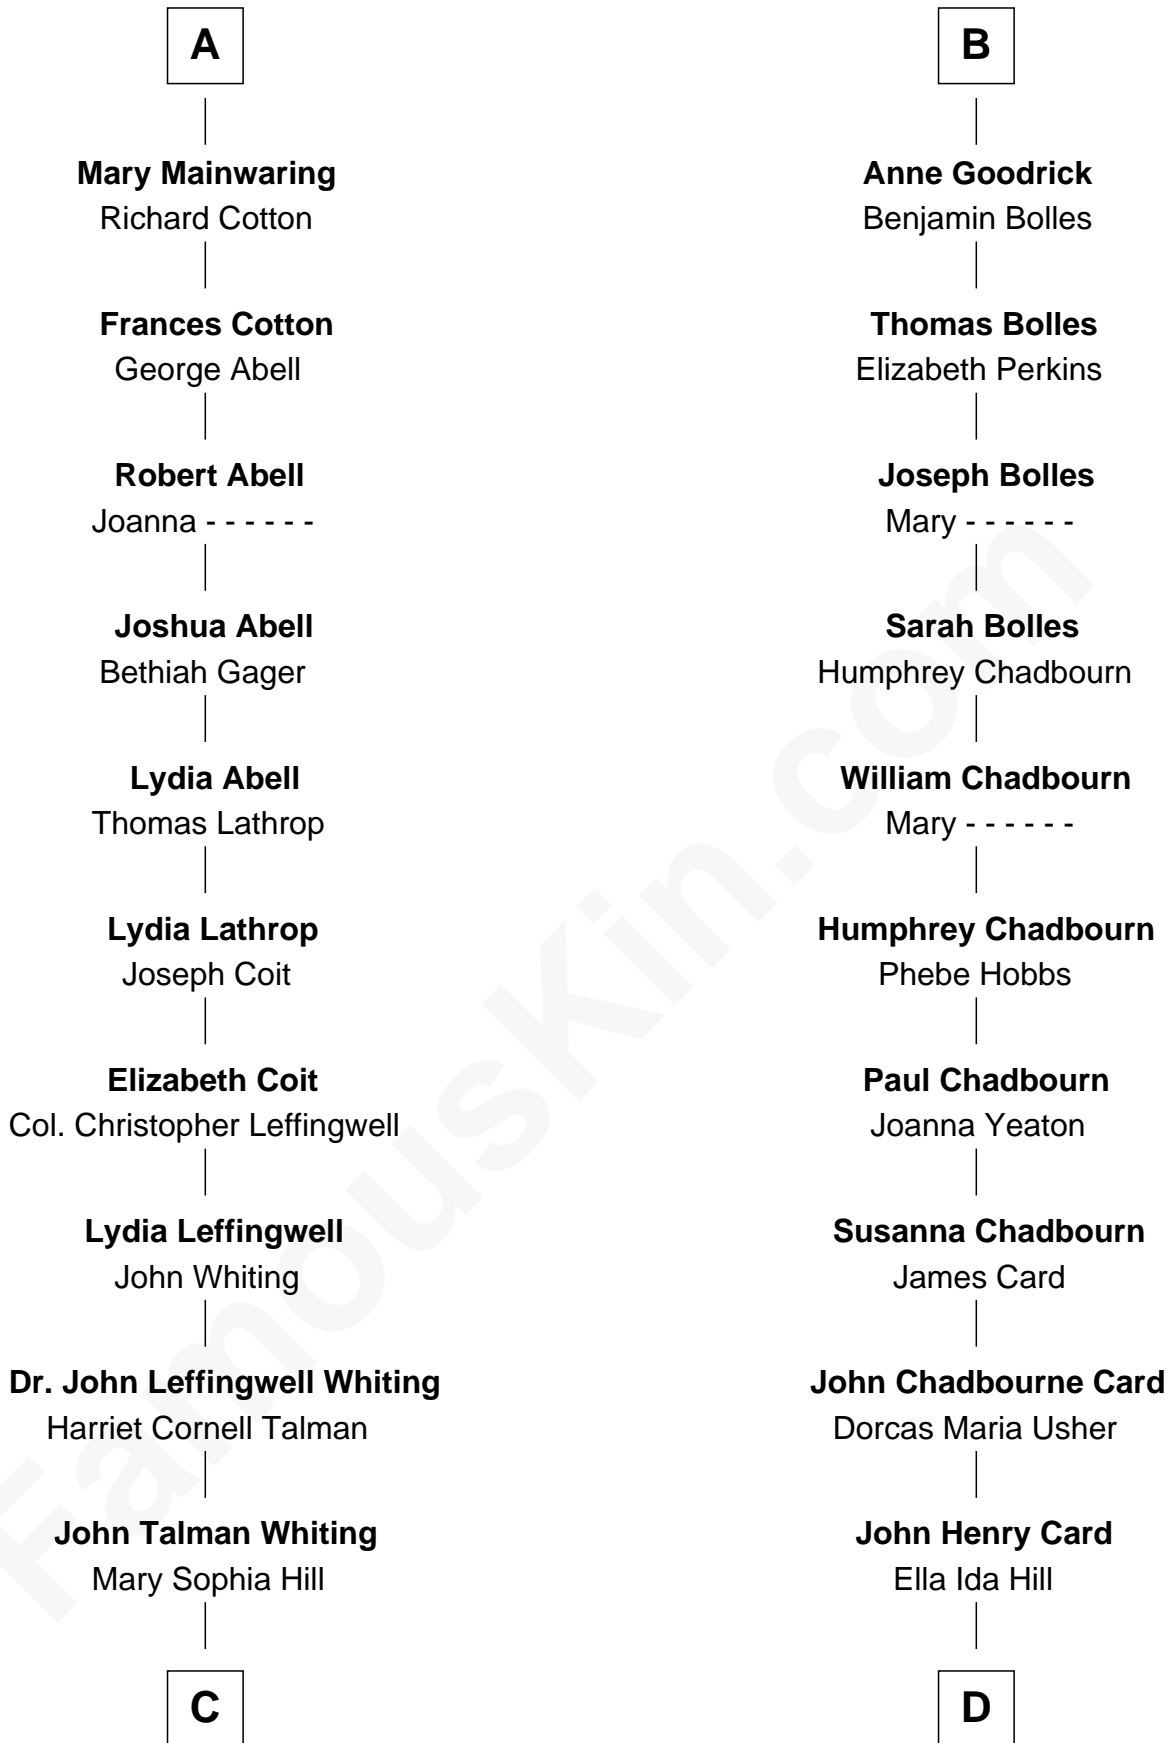 A
Mary Mainwaring
Richard Cotton
Frances Cotton
George Abell
Robert Abell
Joanna - - - - - -
Joshua Abell
Bethiah Gager
Lydia Abell
Thomas Lathrop
Lydia Lathrop
Joseph Coit
Elizabeth Coit
Col. Christopher Leffingwell
Lydia Leffingwell
John Whiting
Dr. John Leffingwell Whiting
Harriet Cornell Talman
John Talman Whiting
Mary Sophia Hill
C
B
Anne Goodrick
Benjamin Bolles
Thomas Bolles
Elizabeth Perkins
Joseph Bolles
Mary - - - - - -
Sarah Bolles
Humphrey Chadbourn
William Chadbourn
Mary - - - - - -
Humphrey Chadbourn
Phebe Hobbs
Paul Chadbourn
Joanna Yeaton
Susanna Chadbourn
James Card
John Chadbourne Card
Dorcas Maria Usher
John Henry Card
Ella Ida Hill
D
FamousKin.com